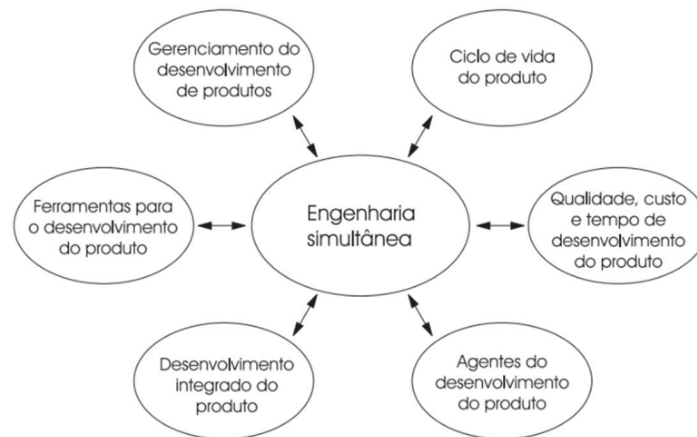 Gerenciamento do
desenvolvimento
de produtos
Ciclo de vida
do produto
Ferramentas para
o desenvolvimento
do produto
Engenharia
simultânea
Qualidade, custo
e tempo de
desenvolvimento
do produto
Desenvolvimento
integrado do
produto
Agentes do
desenvolvimento
do produto